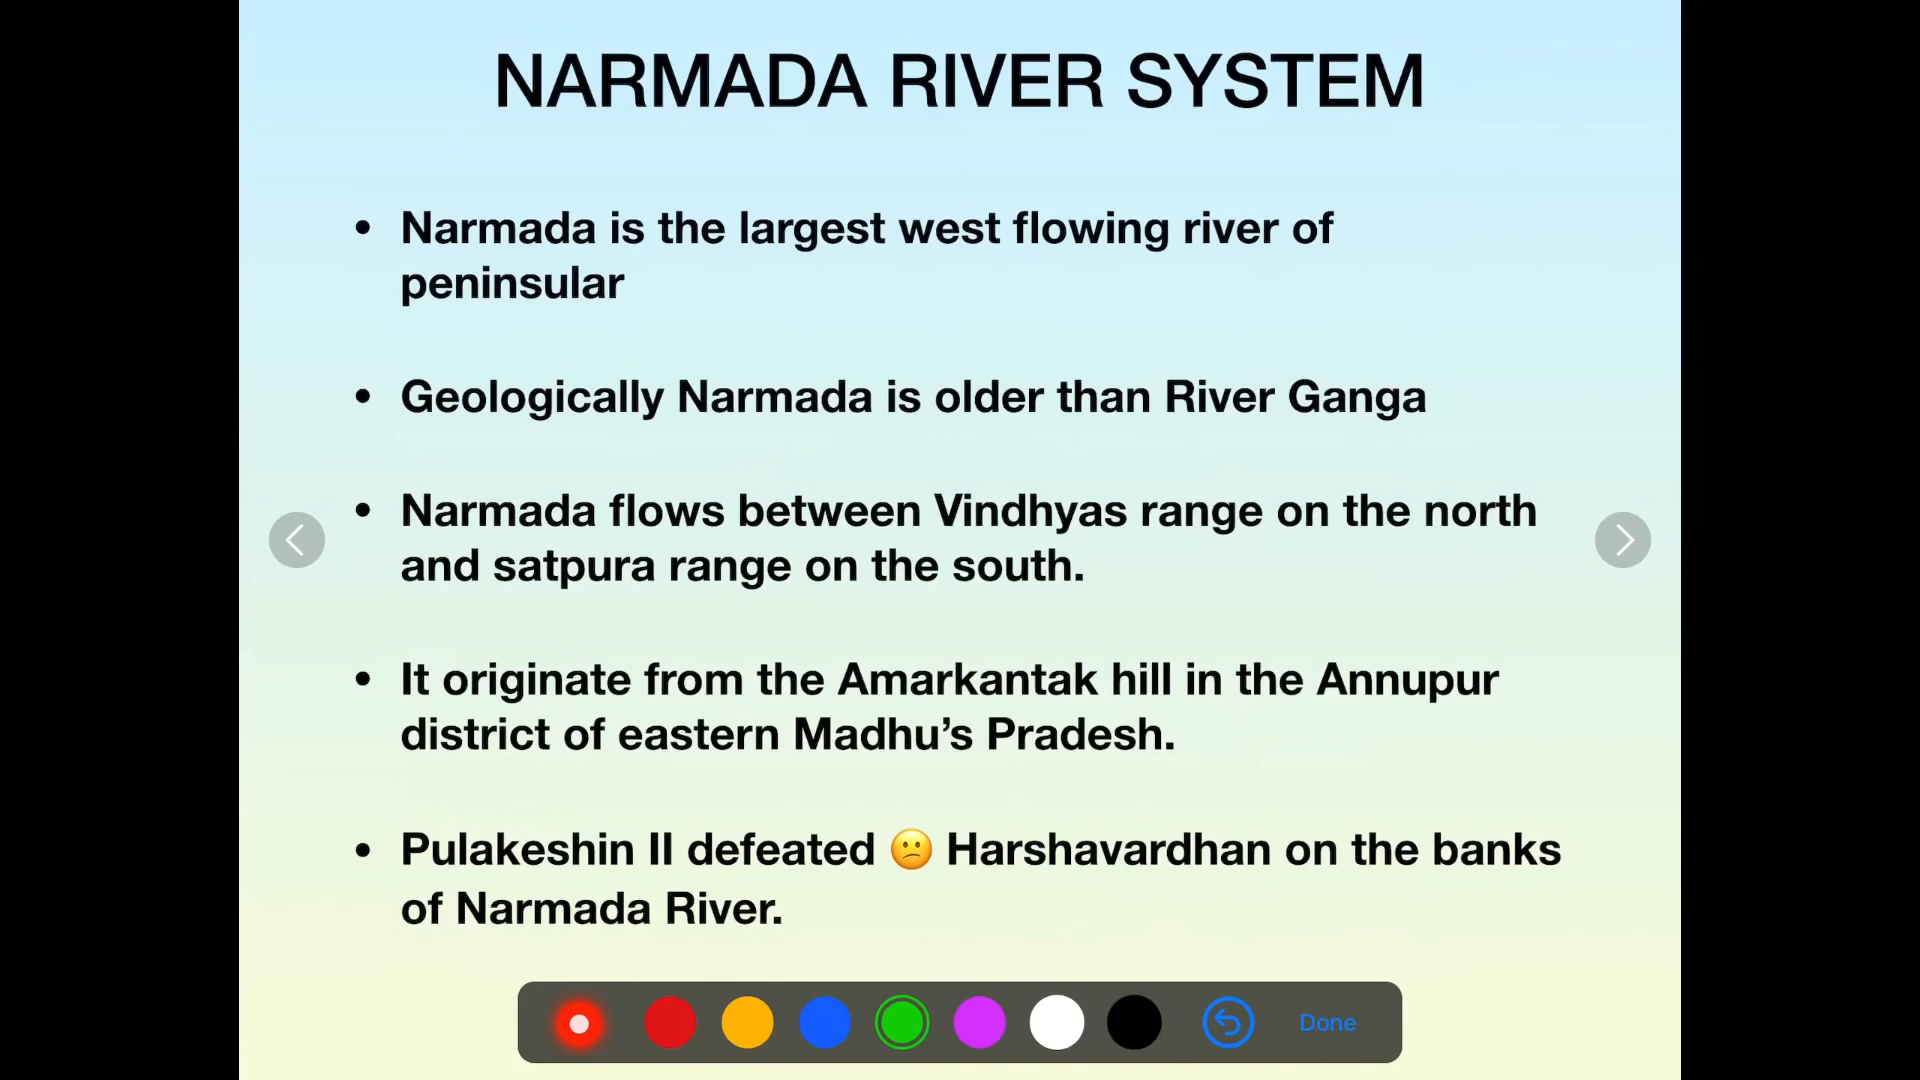 NARMADA RIVER SYSTEM
• Narmada is the largest west flowing river of
peninsular
• Geologically Narmada is older than River Ganga
• Narmada flows between Vindhyas range on the north
and satpura range on the south.
• It originate from the Amarkantak hill in the Annupur
district of eastern Madhu’s Pradesh.
• Pulakeshin II defeated 😕 Harshavardhan on the banks
of Narmada River.
Done